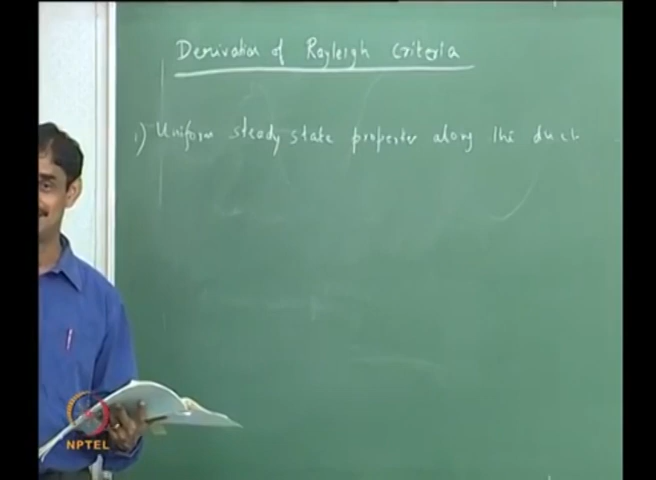 Derivation of Rayleigh Criteria
1) Uniform steady state properties along the duct
NPTEL